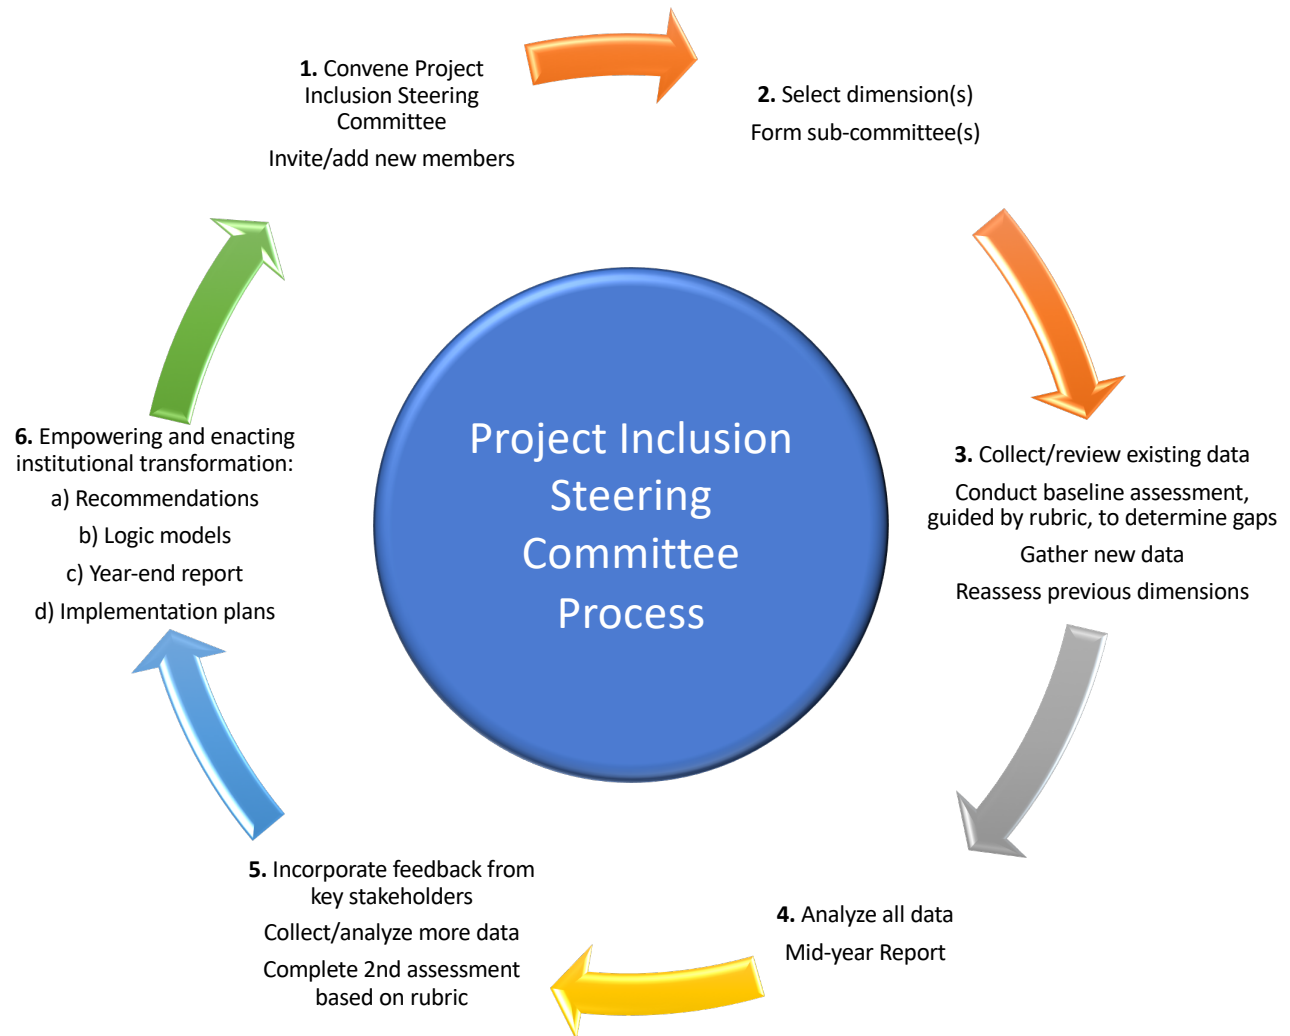 1. Convene Project
Inclusion Steering
Committee
Invite/add new members
2. Select dimension(s)
Form sub-committee(s)
3. Collect/review existing data
Conduct baseline assessment,
guided by rubric, to determine gaps
Gather new data
Reassess previous dimensions
4. Analyze all data
Mid-year Report
5. Incorporate feedback from
key stakeholders
Collect/analyze more data
Complete 2nd assessment
based on rubric
6. Empowering and enacting
institutional transformation:
a) Recommendations
b) Logic models
c) Year-end report
d) Implementation plans
Project Inclusion
Steering
Committee
Process